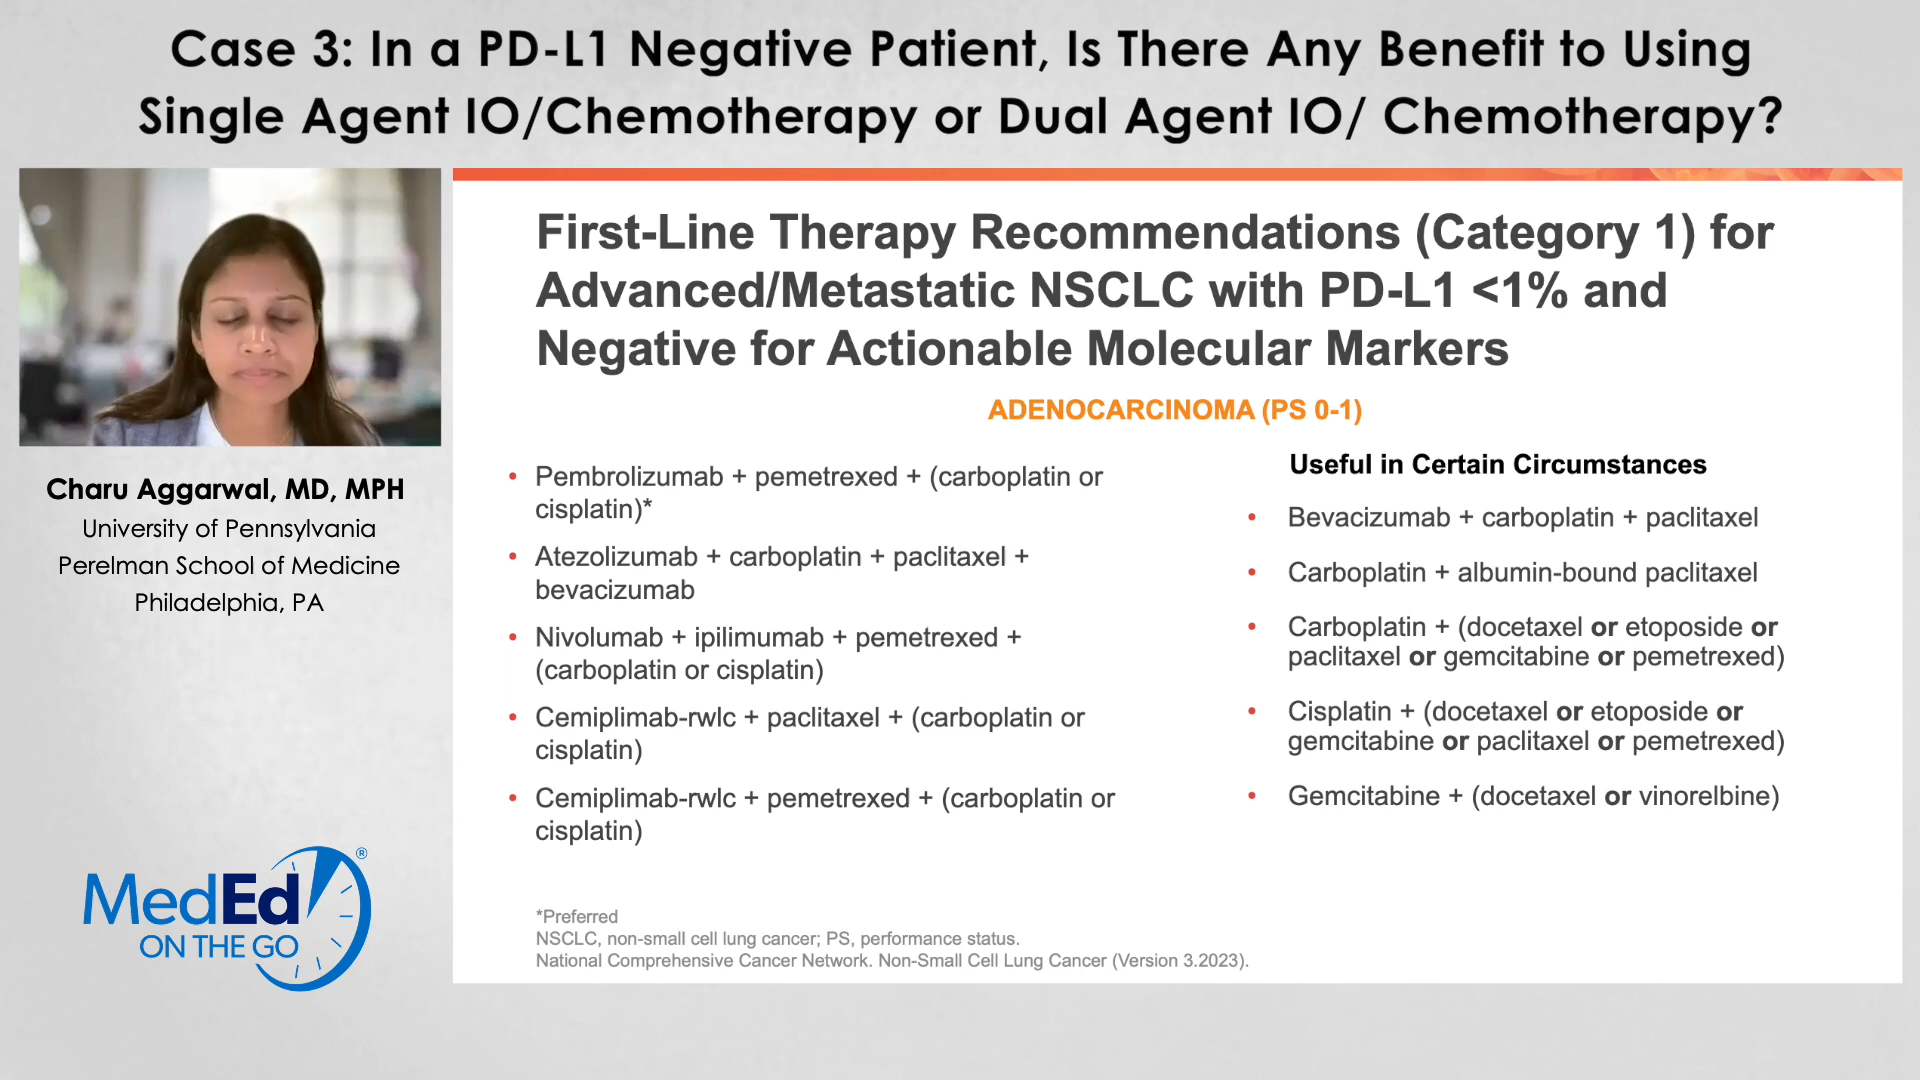 Case 3: In a PD-L1 Negative Patient, Is There Any Benefit to Using
Single Agent IO/Chemotherapy or Dual Agent IO/ Chemotherapy?
Charu Aggarwal, MD, MPH
University of Pennsylvania
Perelman School of Medicine
Philadelphia, PA
MedEd®
ON THE GO
First-Line Therapy Recommendations (Category 1) for
Advanced/Metastatic NSCLC with PD-L1 <1% and
Negative for Actionable Molecular Markers
ADENOCARCINOMA (PS 0-1)
• Pembrolizumab + pemetrexed + (carboplatin or
cisplatin)*
• Atezolizumab + carboplatin + paclitaxel +
bevacizumab
• Nivolumab + ipilimumab + pemetrexed +
(carboplatin or cisplatin)
• Cemiplimab-rwlc + paclitaxel + (carboplatin or
cisplatin)
• Cemiplimab-rwlc + pemetrexed + (carboplatin or
cisplatin)
Useful in Certain Circumstances
• Bevacizumab + carboplatin + paclitaxel
• Carboplatin + albumin-bound paclitaxel
• Carboplatin + (docetaxel or etoposide or
paclitaxel or gemcitabine or pemetrexed)
• Cisplatin + (docetaxel or etoposide or
gemcitabine or paclitaxel or pemetrexed)
• Gemcitabine + (docetaxel or vinorelbine)
*Preferred
NSCLC, non-small cell lung cancer; PS, performance status.
National Comprehensive Cancer Network. Non-Small Cell Lung Cancer (Version 3.2023).